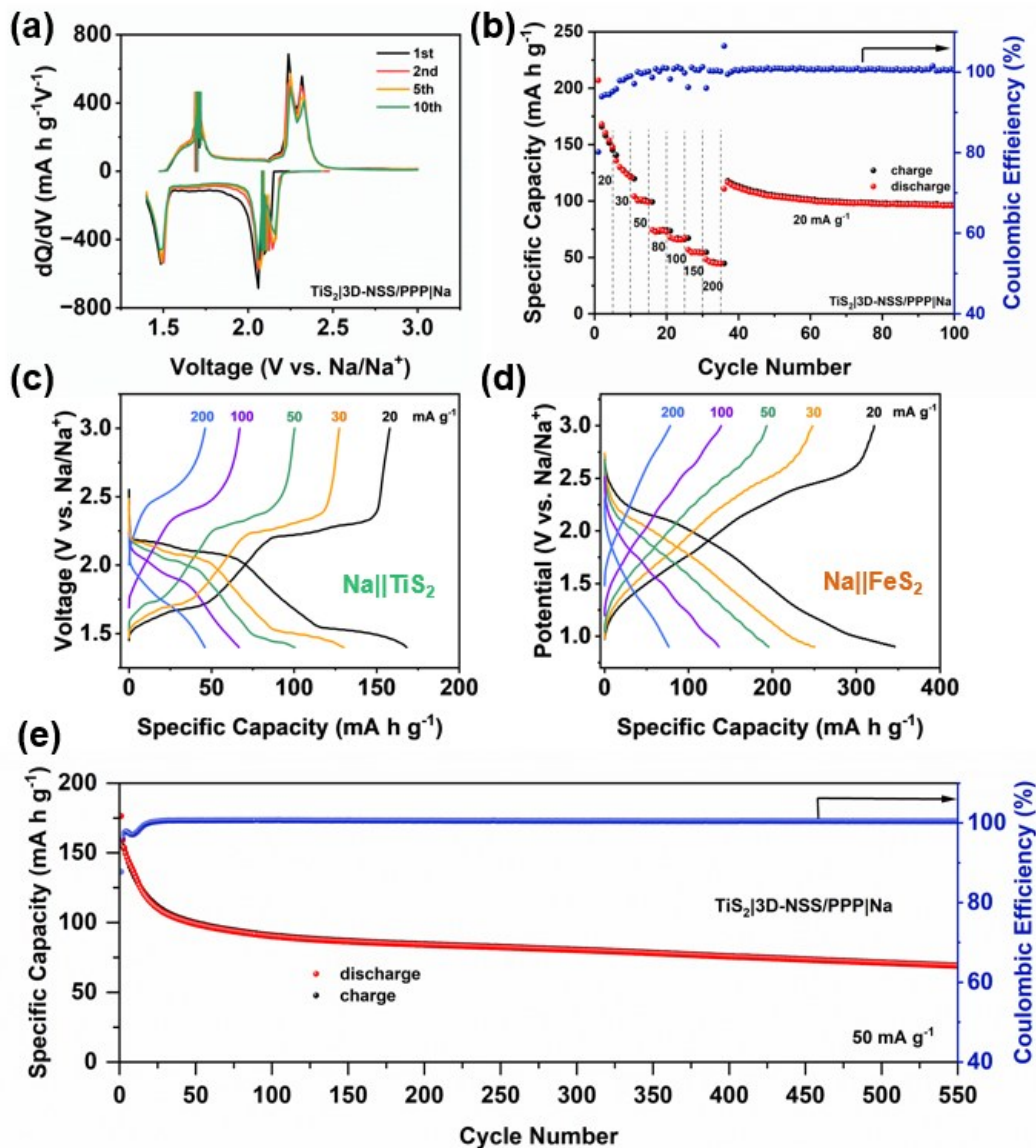 (a)
800
400
0
−400
−800
dQ/dV (mA h g⁻¹V⁻¹)
1st
2nd
5th
10th
TiS₂|3D-NSS/PPP|Na
1.5 2.0 2.5 3.0
Voltage (V vs. Na/Na⁺)
(b)
250
200
150
100
50
0
Specific Capacity (mA h g⁻¹)
charge
discharge
20
30
50
80
100
150
200
20 mA g⁻¹
TiS₂|3D-NSS/PPP|Na
100
80
60
40
Coulombic Effieiency (%)
0 20 40 60 80 100
Cycle Number
(c)
200 100 50 30 20 mA g⁻¹
3.0
2.5
2.0
1.5
Voltage (V vs. Na/Na⁺)
Na||TiS₂
0 50 100 150 200
Specific Capacity (mA h g⁻¹)
(d)
200 100 50 30 20 mA g⁻¹
3.0
2.5
2.0
1.5
1.0
Potential (V vs. Na/Na⁺)
Na||FeS₂
0 100 200 300 400
Specific Capacity (mA h g⁻¹)
(e)
200
150
100
50
0
Specific Capacity (mA h g⁻¹)
TiS₂|3D-NSS/PPP|Na
discharge
charge
50 mA g⁻¹
100
80
60
40
Coulombic Efficiency (%)
0 50 100 150 200 250 300 350 400 450 500 550
Cycle Number